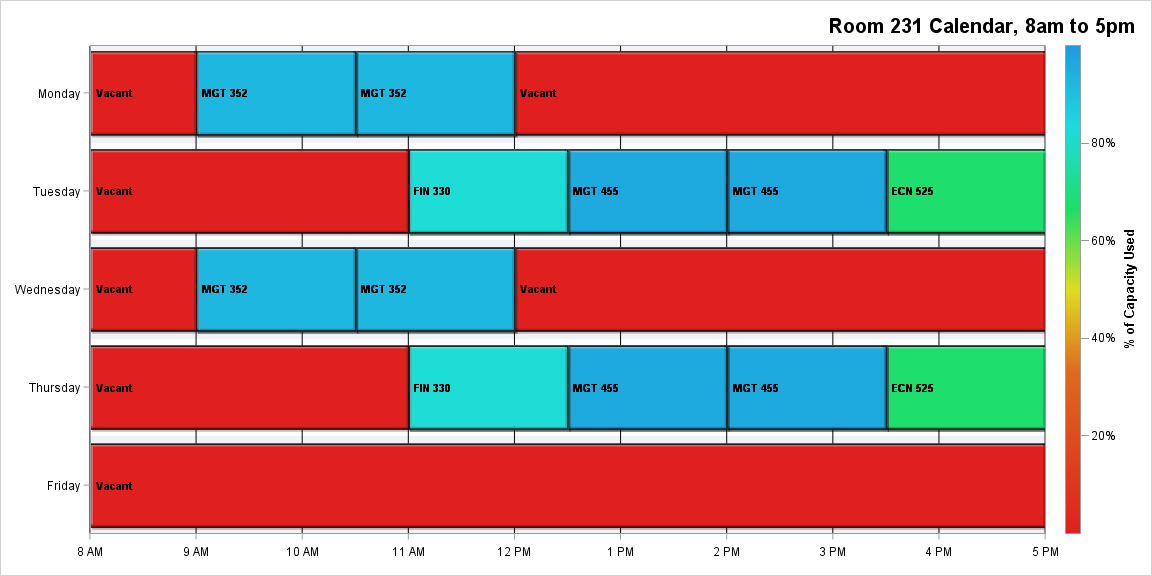 Room 231 Calendar, 8am to 5pm
Monday
Vacant
MGT 352
MGT 352
Vacant
Tuesday
Vacant
FIN 330
MGT 455
MGT 455
ECN 525
Wednesday
Vacant
MGT 352
MGT 352
Vacant
Thursday
Vacant
FIN 330
MGT 455
MGT 455
ECN 525
Friday
Vacant
8 AM
9 AM
10 AM
11 AM
12 PM
1 PM
2 PM
3 PM
4 PM
5 PM
80%
60%
40%
20%
% of Capacity Used